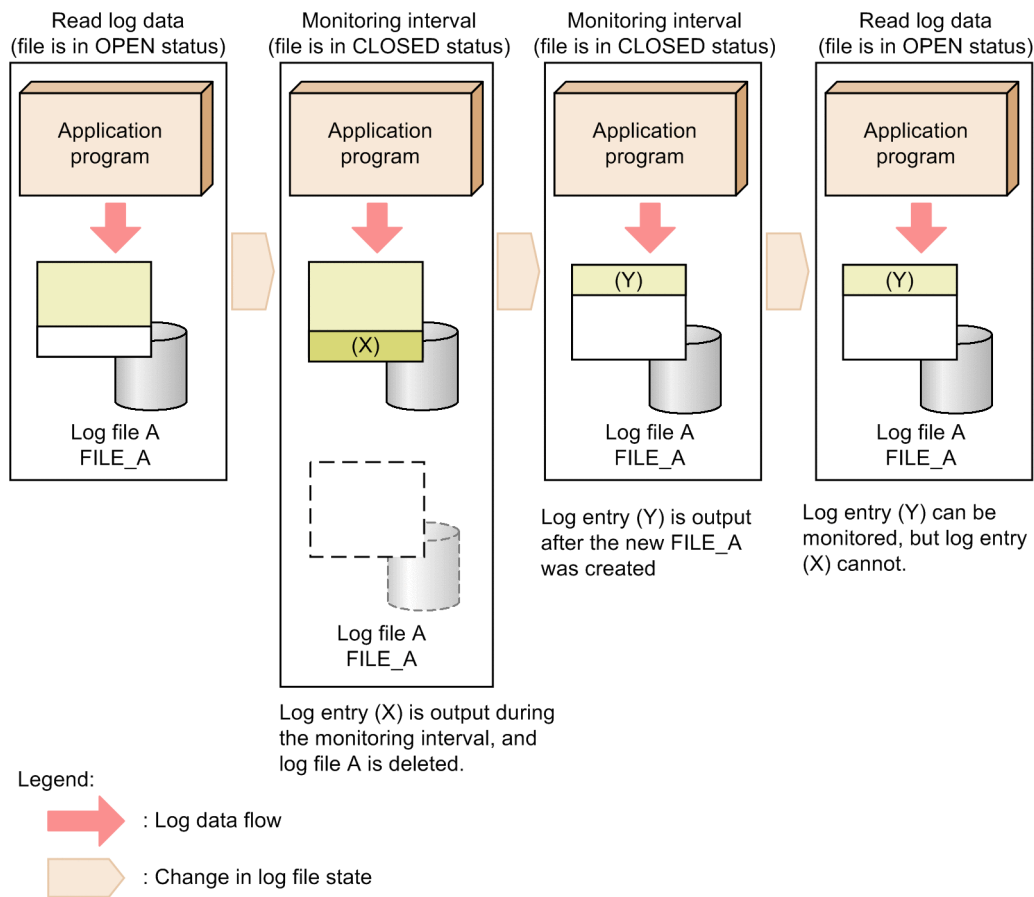 Read log data
(file is in OPEN status)
Monitoring interval
(file is in CLOSED status)
Monitoring interval
(file is in CLOSED status)
Read log data
(file is in OPEN status)
Application
program
Application
program
Application
program
Application
program
(X)
(Y)
(Y)
Log file A
FILE_A
Log file A
FILE_A
Log file A
FILE_A
Log file A
FILE_A
Log file A
FILE_A
Log entry (X) is output during
the monitoring interval, and
log file A is deleted.
Log entry (Y) is output
after the new FILE_A
was created
Log entry (Y) can be
monitored, but log entry
(X) cannot.
Legend:
: Log data flow
: Change in log file state